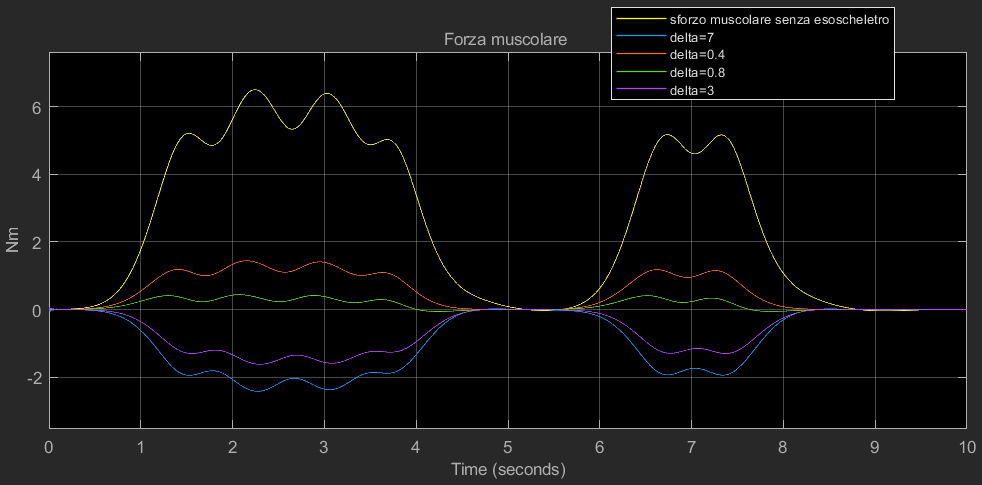 sforzo muscolare senza esoscheletro
delta=7
delta=0.4
delta=0.8
delta=3
Forza muscolare
6
4
2
0
-2
Nm
0 1 2 3 4 5 6 7 8 9 10
Time (seconds)